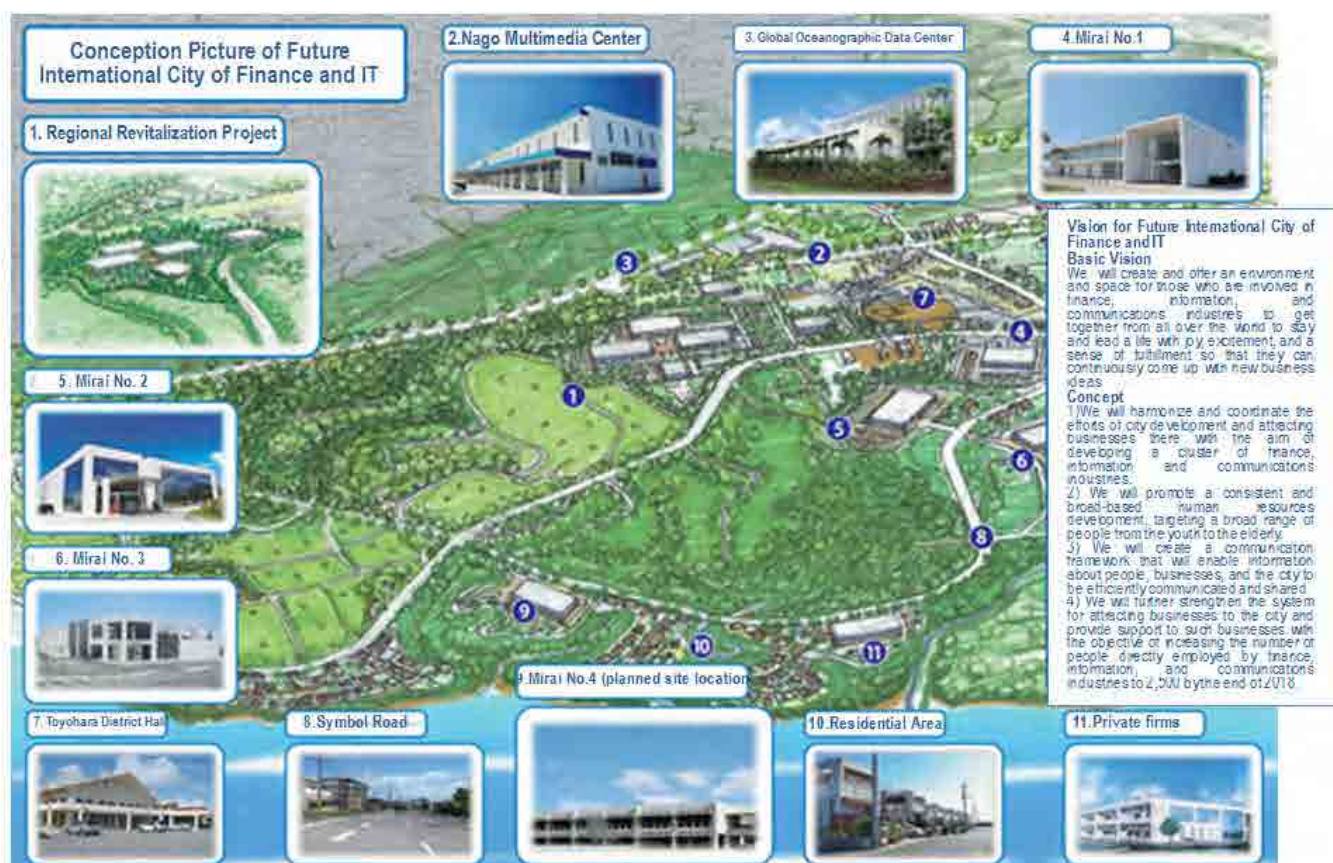 Conception Picture of Future
International City of Finance and IT
2.Nago Multimedia Center
3. Global Oceanographic Data Center
4.Mirai No.1
1. Regional Revitalization Project
3
2
7
4
1
5
6
8
9
10
11
5. Mirai No. 2
6. Mirai No. 3
Vision for Future International City of
Finance and IT
Basic Vision
We will create and offer an environment
and space for those who are involved in
finance, information, and
communications industries to get
together from all over the world to stay
and lead a life with joy, excitement, and a
sense of fulfillment so that they can
continuously come up with new business
ideas
Concept
1)We will harmonize and coordinate the
efforts of city development and attracting
businesses there with the aim of
developing a cluster of finance,
information and communications
industries.
2) We will promote a consistent and
broad-based human resources
development, targeting a broad range of
people from the youth to the elderly.
3) We will create a communication
framework that will enable information
about people, businesses, and the city to
be efficiently communicated and shared
4) We will further strengthen the system
for attracting businesses to the city and
provide support to such businesses with
the objective of increasing the number of
people directly employed by finance,
information, and communications
industries to 2,500 by the end of 2018.
9.Mirai No.4 (planned site location
7. Toyohara District Hall
8.Symbol Road
10.Residential Area
11.Private firms